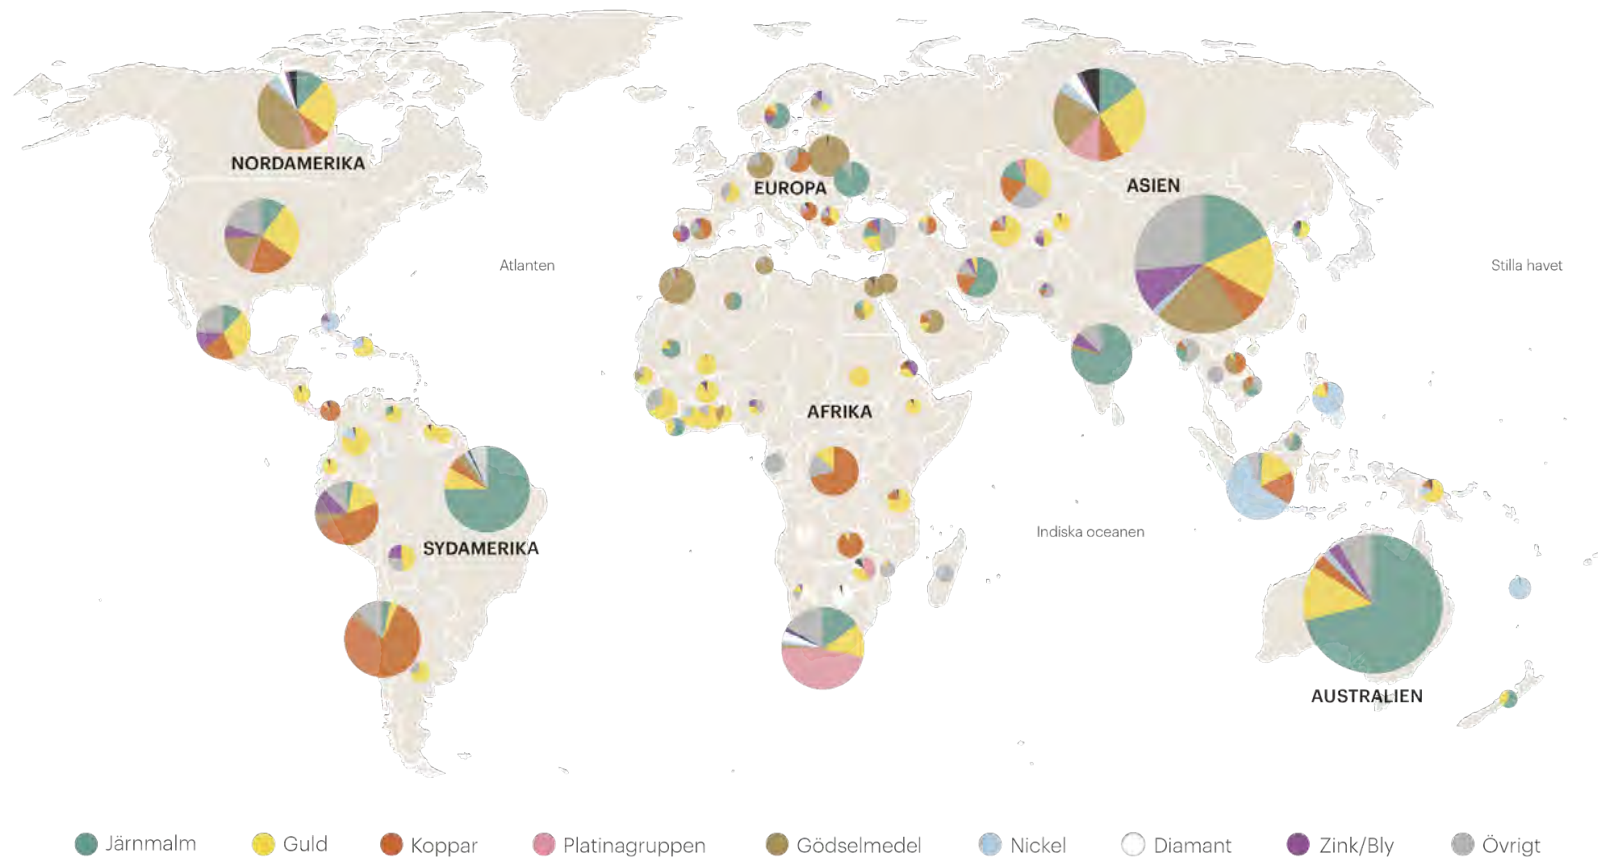 NORDAMERIKA
EUROPA
ASIEN
Atlanten
Stilla havet
AFRIKA
Indiska oceanen
SYDAMERIKA
AUSTRALIEN
Järnmalm
Guld
Koppar
Platinagruppen
Gödselmedel
Nickel
Diamant
Zink/Bly
Övrigt